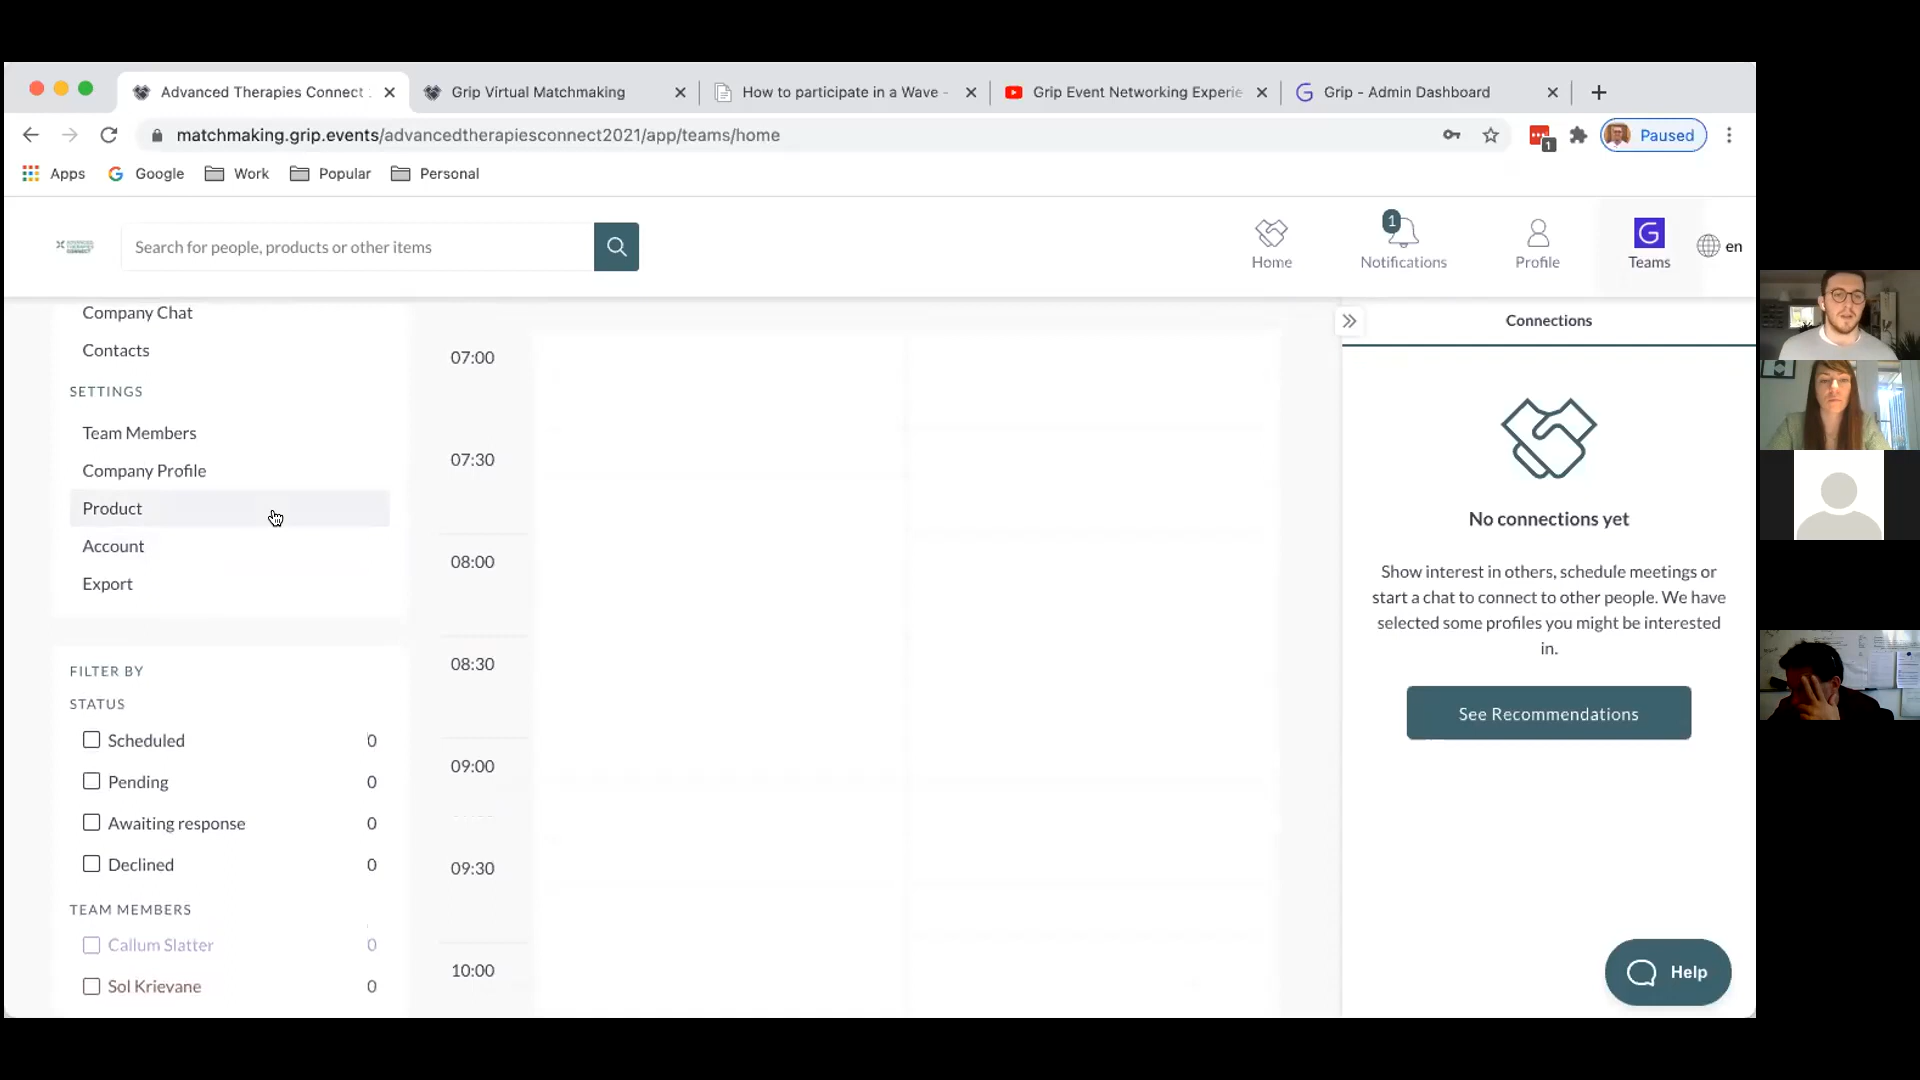 Advanced Therapies Connect
Grip Virtual Matchmaking
How to participate in a Wave -
Grip Event Networking Experie
Grip - Admin Dashboard
matchmaking.grip.events/advancedtherapiesconnect2021/app/teams/home
1
Paused
Apps
Google
Work
Popular
Personal
ADVANCED THERAPIES CONNECT
Search for people, products or other items
Home
1
Notifications
Profile
G
Teams
en
Company Chat
Contacts
SETTINGS
Team Members
Company Profile
Product
Account
Export
FILTER BY
STATUS
Scheduled 0
Pending 0
Awaiting response 0
Declined 0
TEAM MEMBERS
Callum Slatter 0
Sol Krievane 0
07:00
07:30
08:00
08:30
09:00
09:30
10:00
Connections
No connections yet
Show interest in others, schedule meetings or
start a chat to connect to other people. We have
selected some profiles you might be interested
in.
See Recommendations
Help